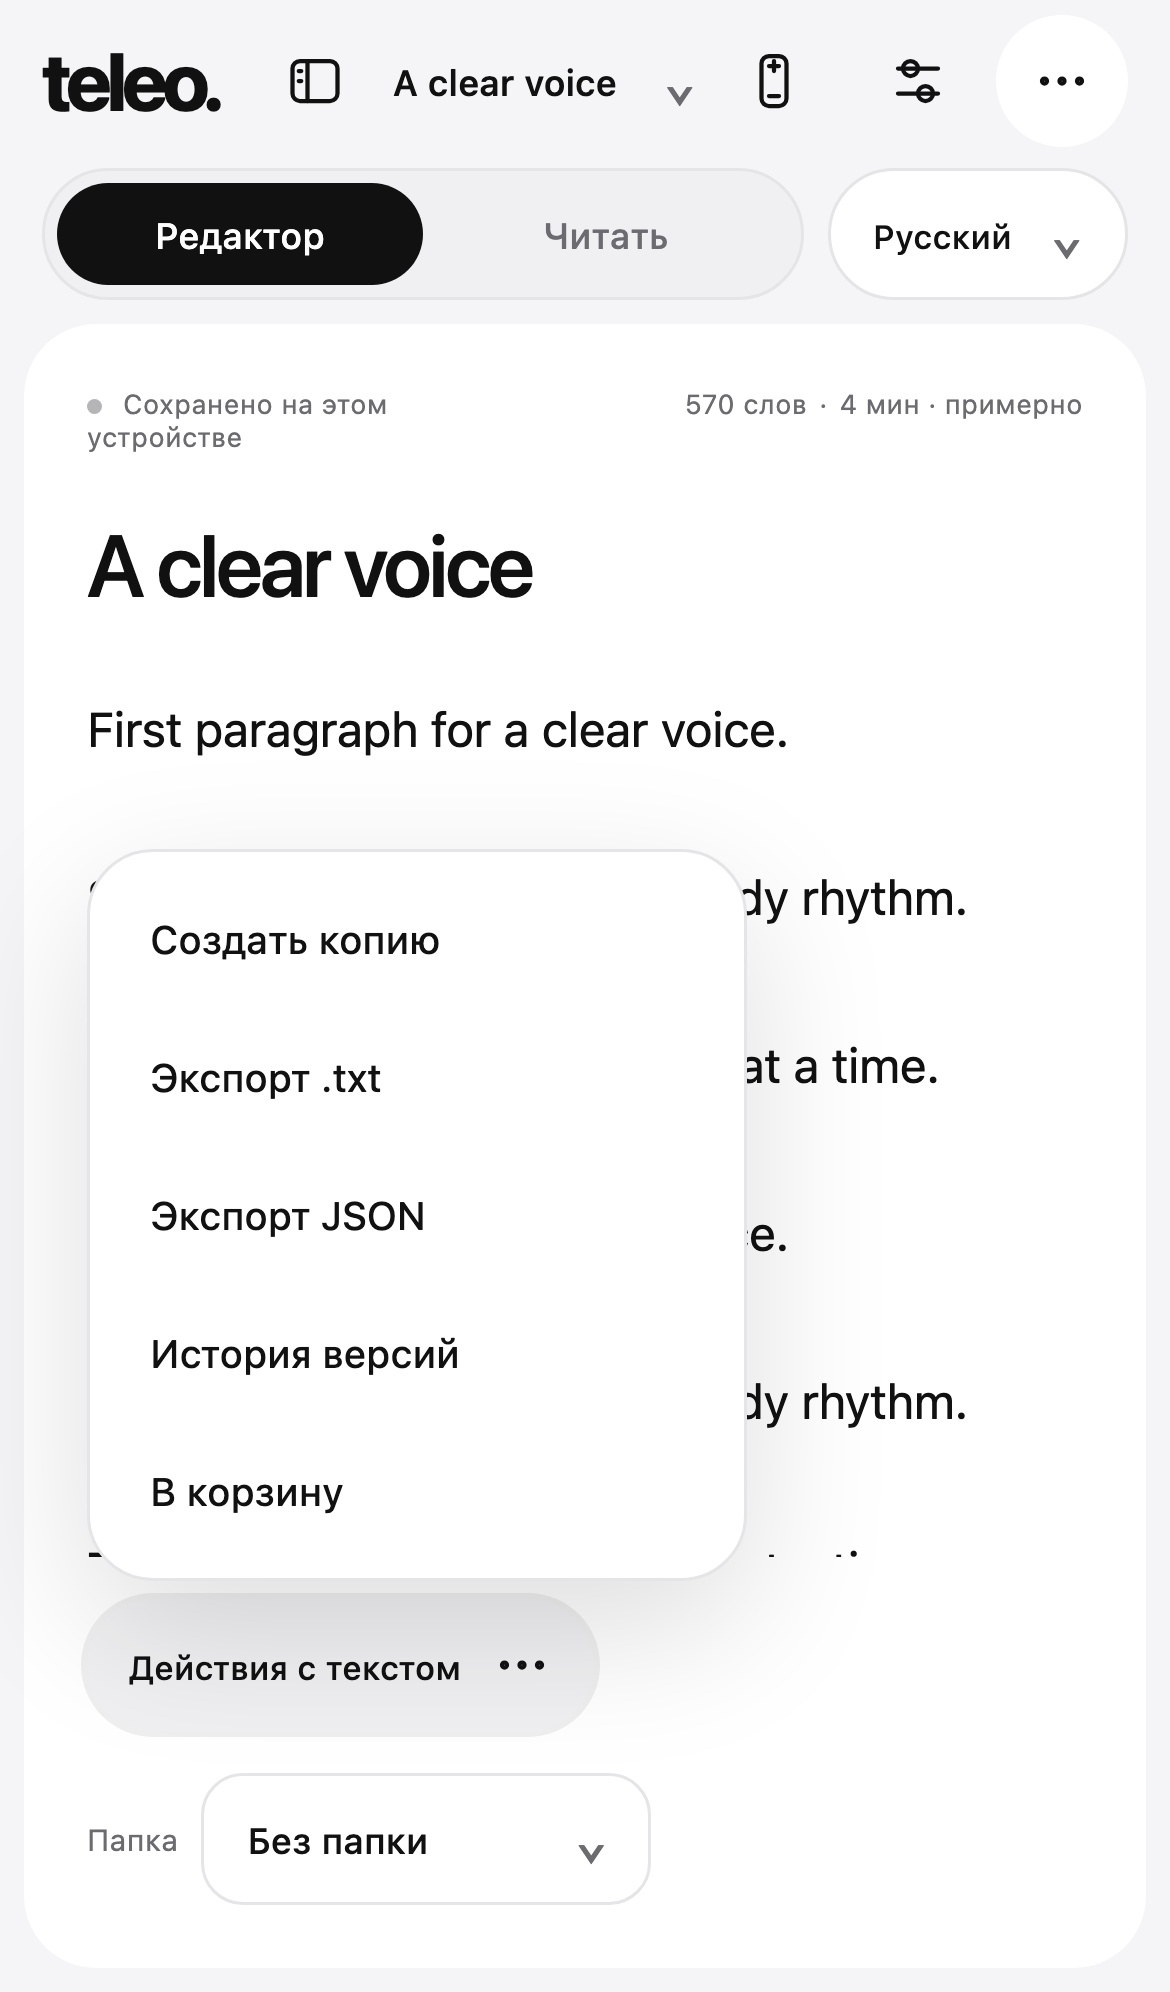 teleo.
A clear voice
Редактор
Читать
Русский
Сохранено на этом
устройстве
570 слов · 4 мин · примерно
A clear voice
First paragraph for a clear voice.
dy rhythm.
at a time.
e.
dy rhythm.
Создать копию
Экспорт .txt
Экспорт JSON
История версий
В корзину
Действия с текстом
Папка
Без папки